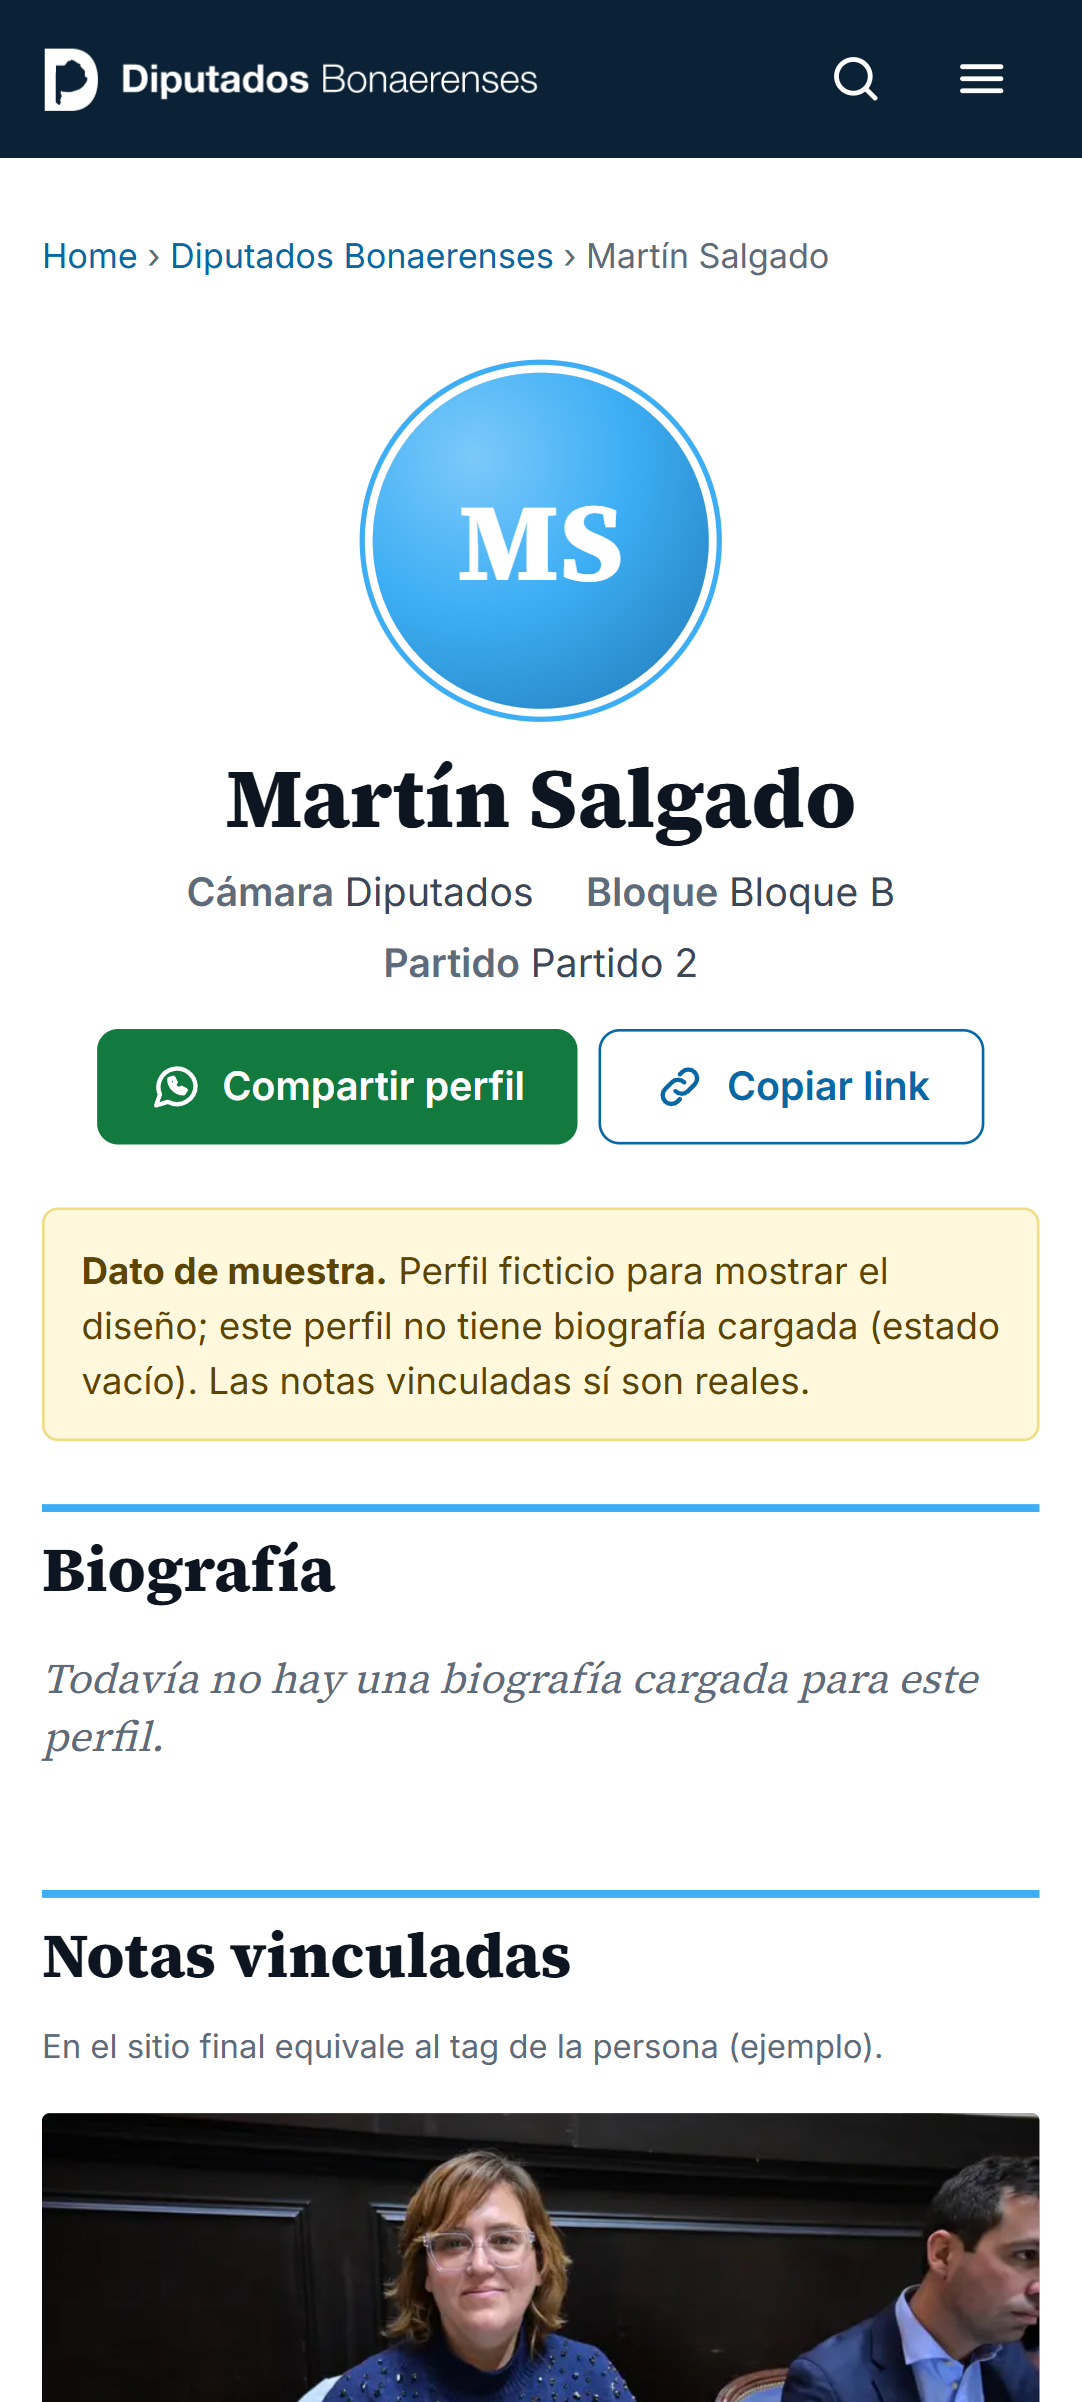 Diputados Bonaerenses
Home › Diputados Bonaerenses › Martín Salgado
MS
Martín Salgado
Cámara Diputados Bloque Bloque B
Partido Partido 2
Compartir perfil Copiar link
Dato de muestra. Perfil ficticio para mostrar el
diseño; este perfil no tiene biografía cargada (estado
vacío). Las notas vinculadas sí son reales.
Biografía
Todavía no hay una biografía cargada para este
perfil.
Notas vinculadas
En el sitio final equivale al tag de la persona (ejemplo).